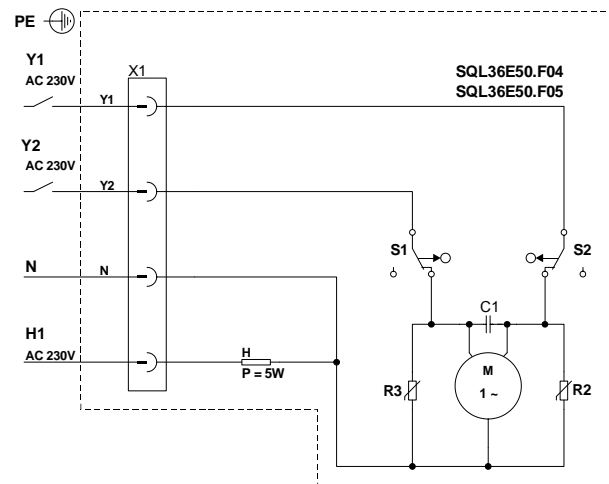 PE
Y1
AC 230V
X1
SQL36E50.F04
SQL36E50.F05
Y1
Y2
AC 230V
Y2
S1
S2
N
N
C1
H1
AC 230V
H
P = 5W
M
1 ~
R3
R2